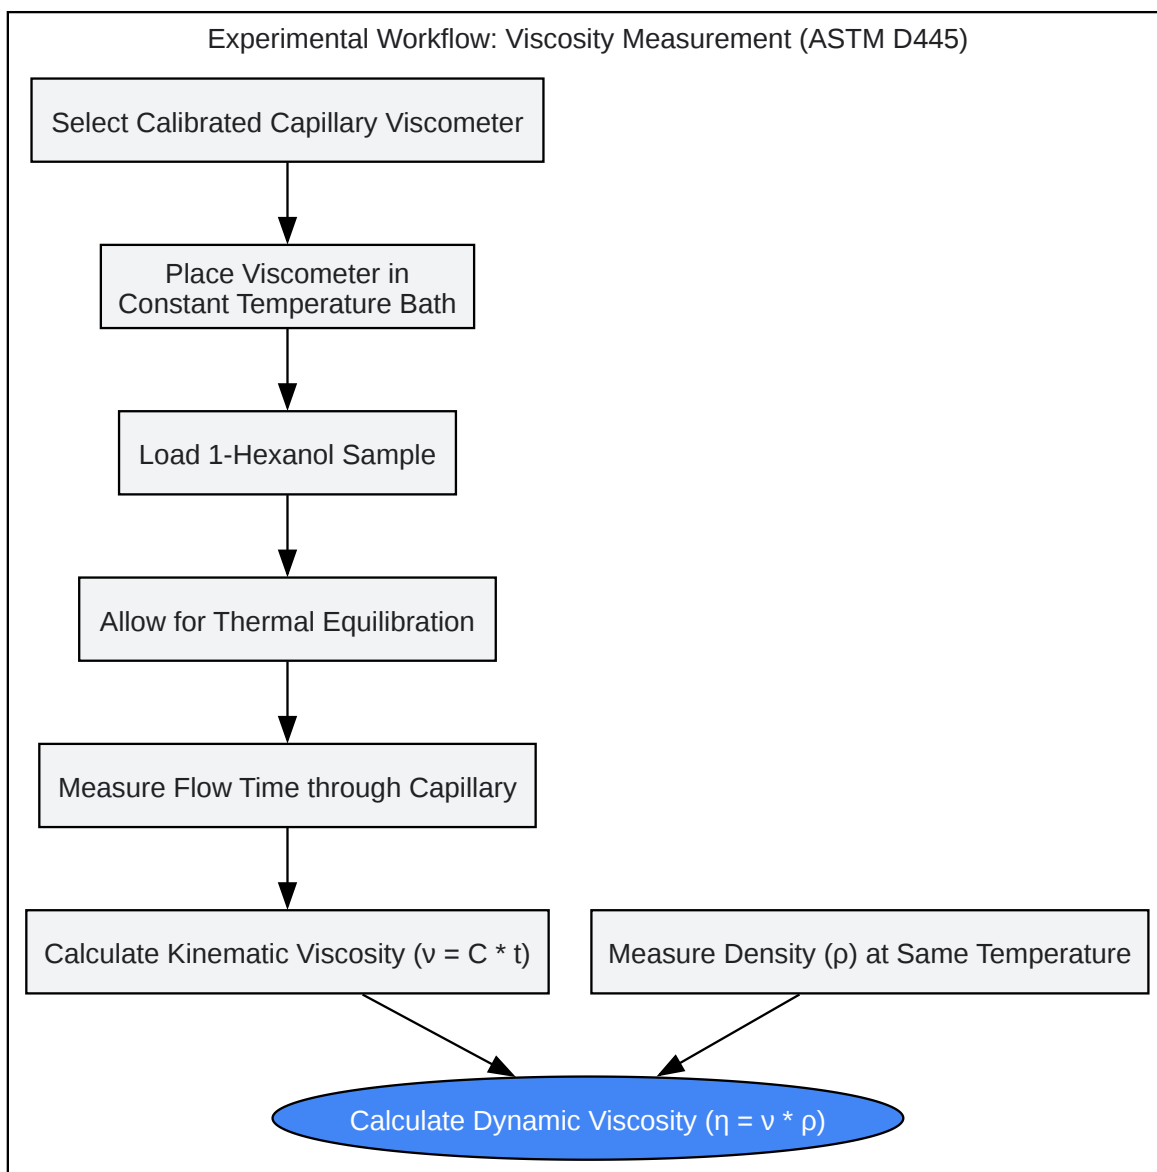 Experimental Workflow: Viscosity Measurement (ASTM D445)
Select Calibrated Capillary Viscometer
Place Viscometer in
Constant Temperature Bath
Load 1-Hexanol Sample
Allow for Thermal Equilibration
Measure Flow Time through Capillary
Calculate Kinematic Viscosity (ν = C * t)
Measure Density (ρ) at Same Temperature
Calculate Dynamic Viscosity (η = ν * ρ)